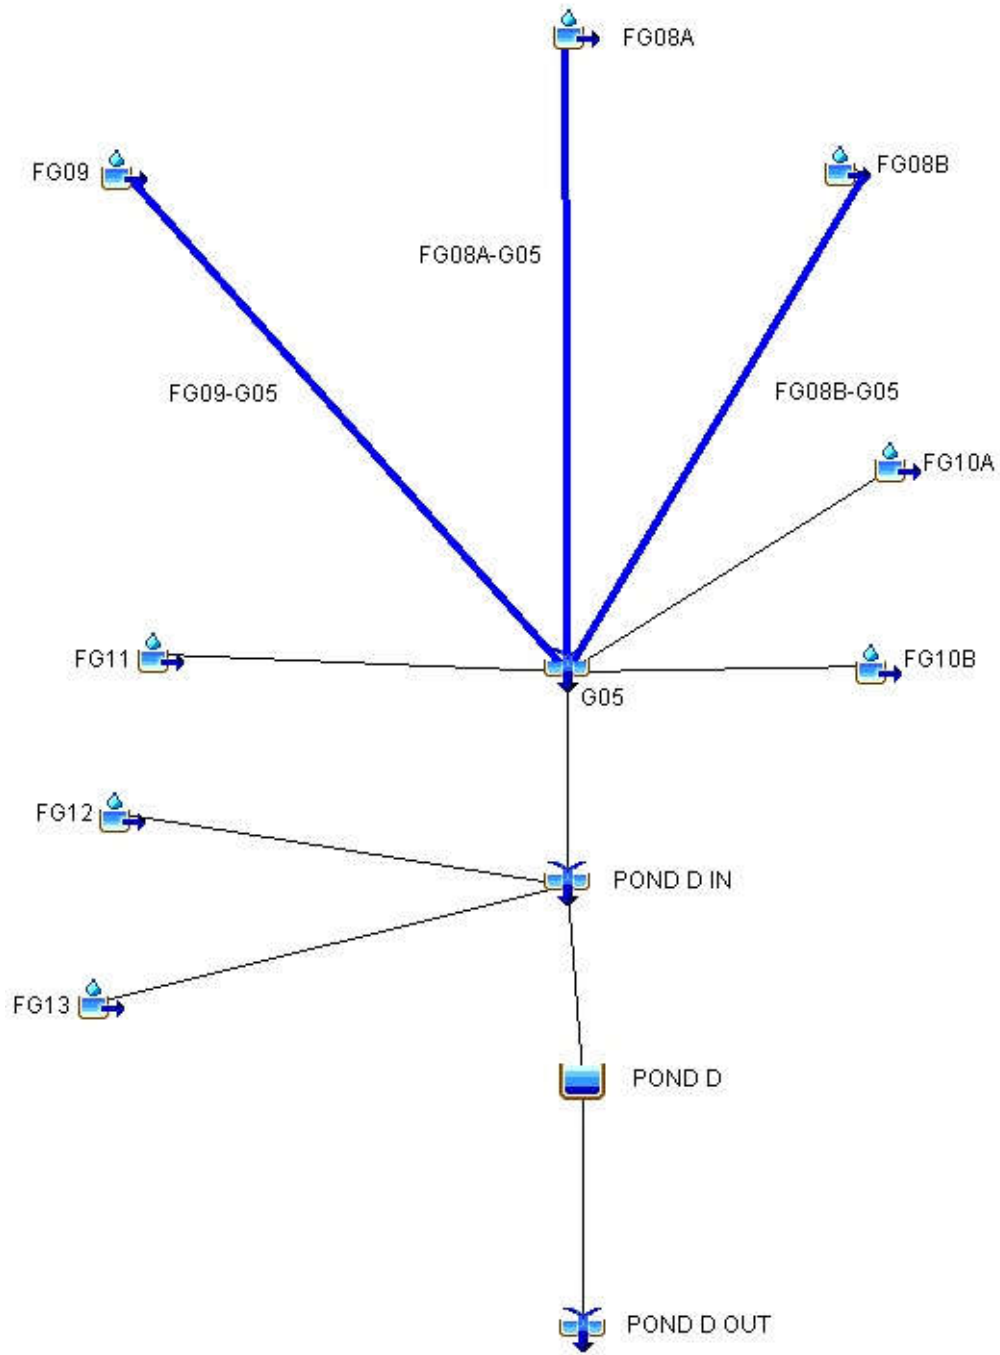 FG08A
FG09
FG08B
FG08A-G05
FG09-G05
FG08B-G05
FG10A
FG11
FG10B
G05
FG12
POND D IN
FG13
POND D
POND D OUT